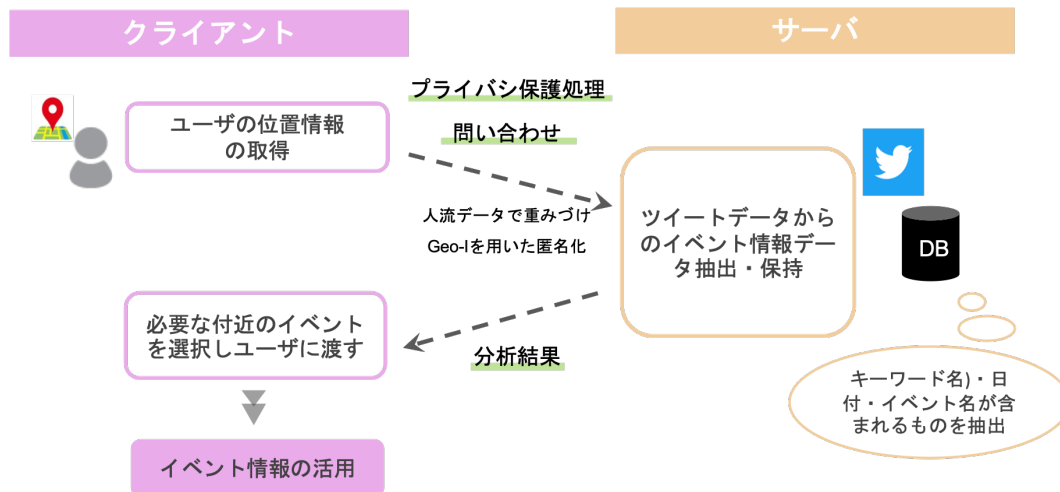 クライアント
サーバ
プライバシ保護処理
問い合わせ
ユーザの位置情報
の取得
人流データで重みづけ
Geo-Iを用いた匿名化
ツイートデータから
のイベント情報デー
タ抽出・保持
DB
必要な付近のイベント
を選択しユーザに渡す
分析結果
キーワード名)・日
付・イベント名が含
まれるものを抽出
イベント情報の活用